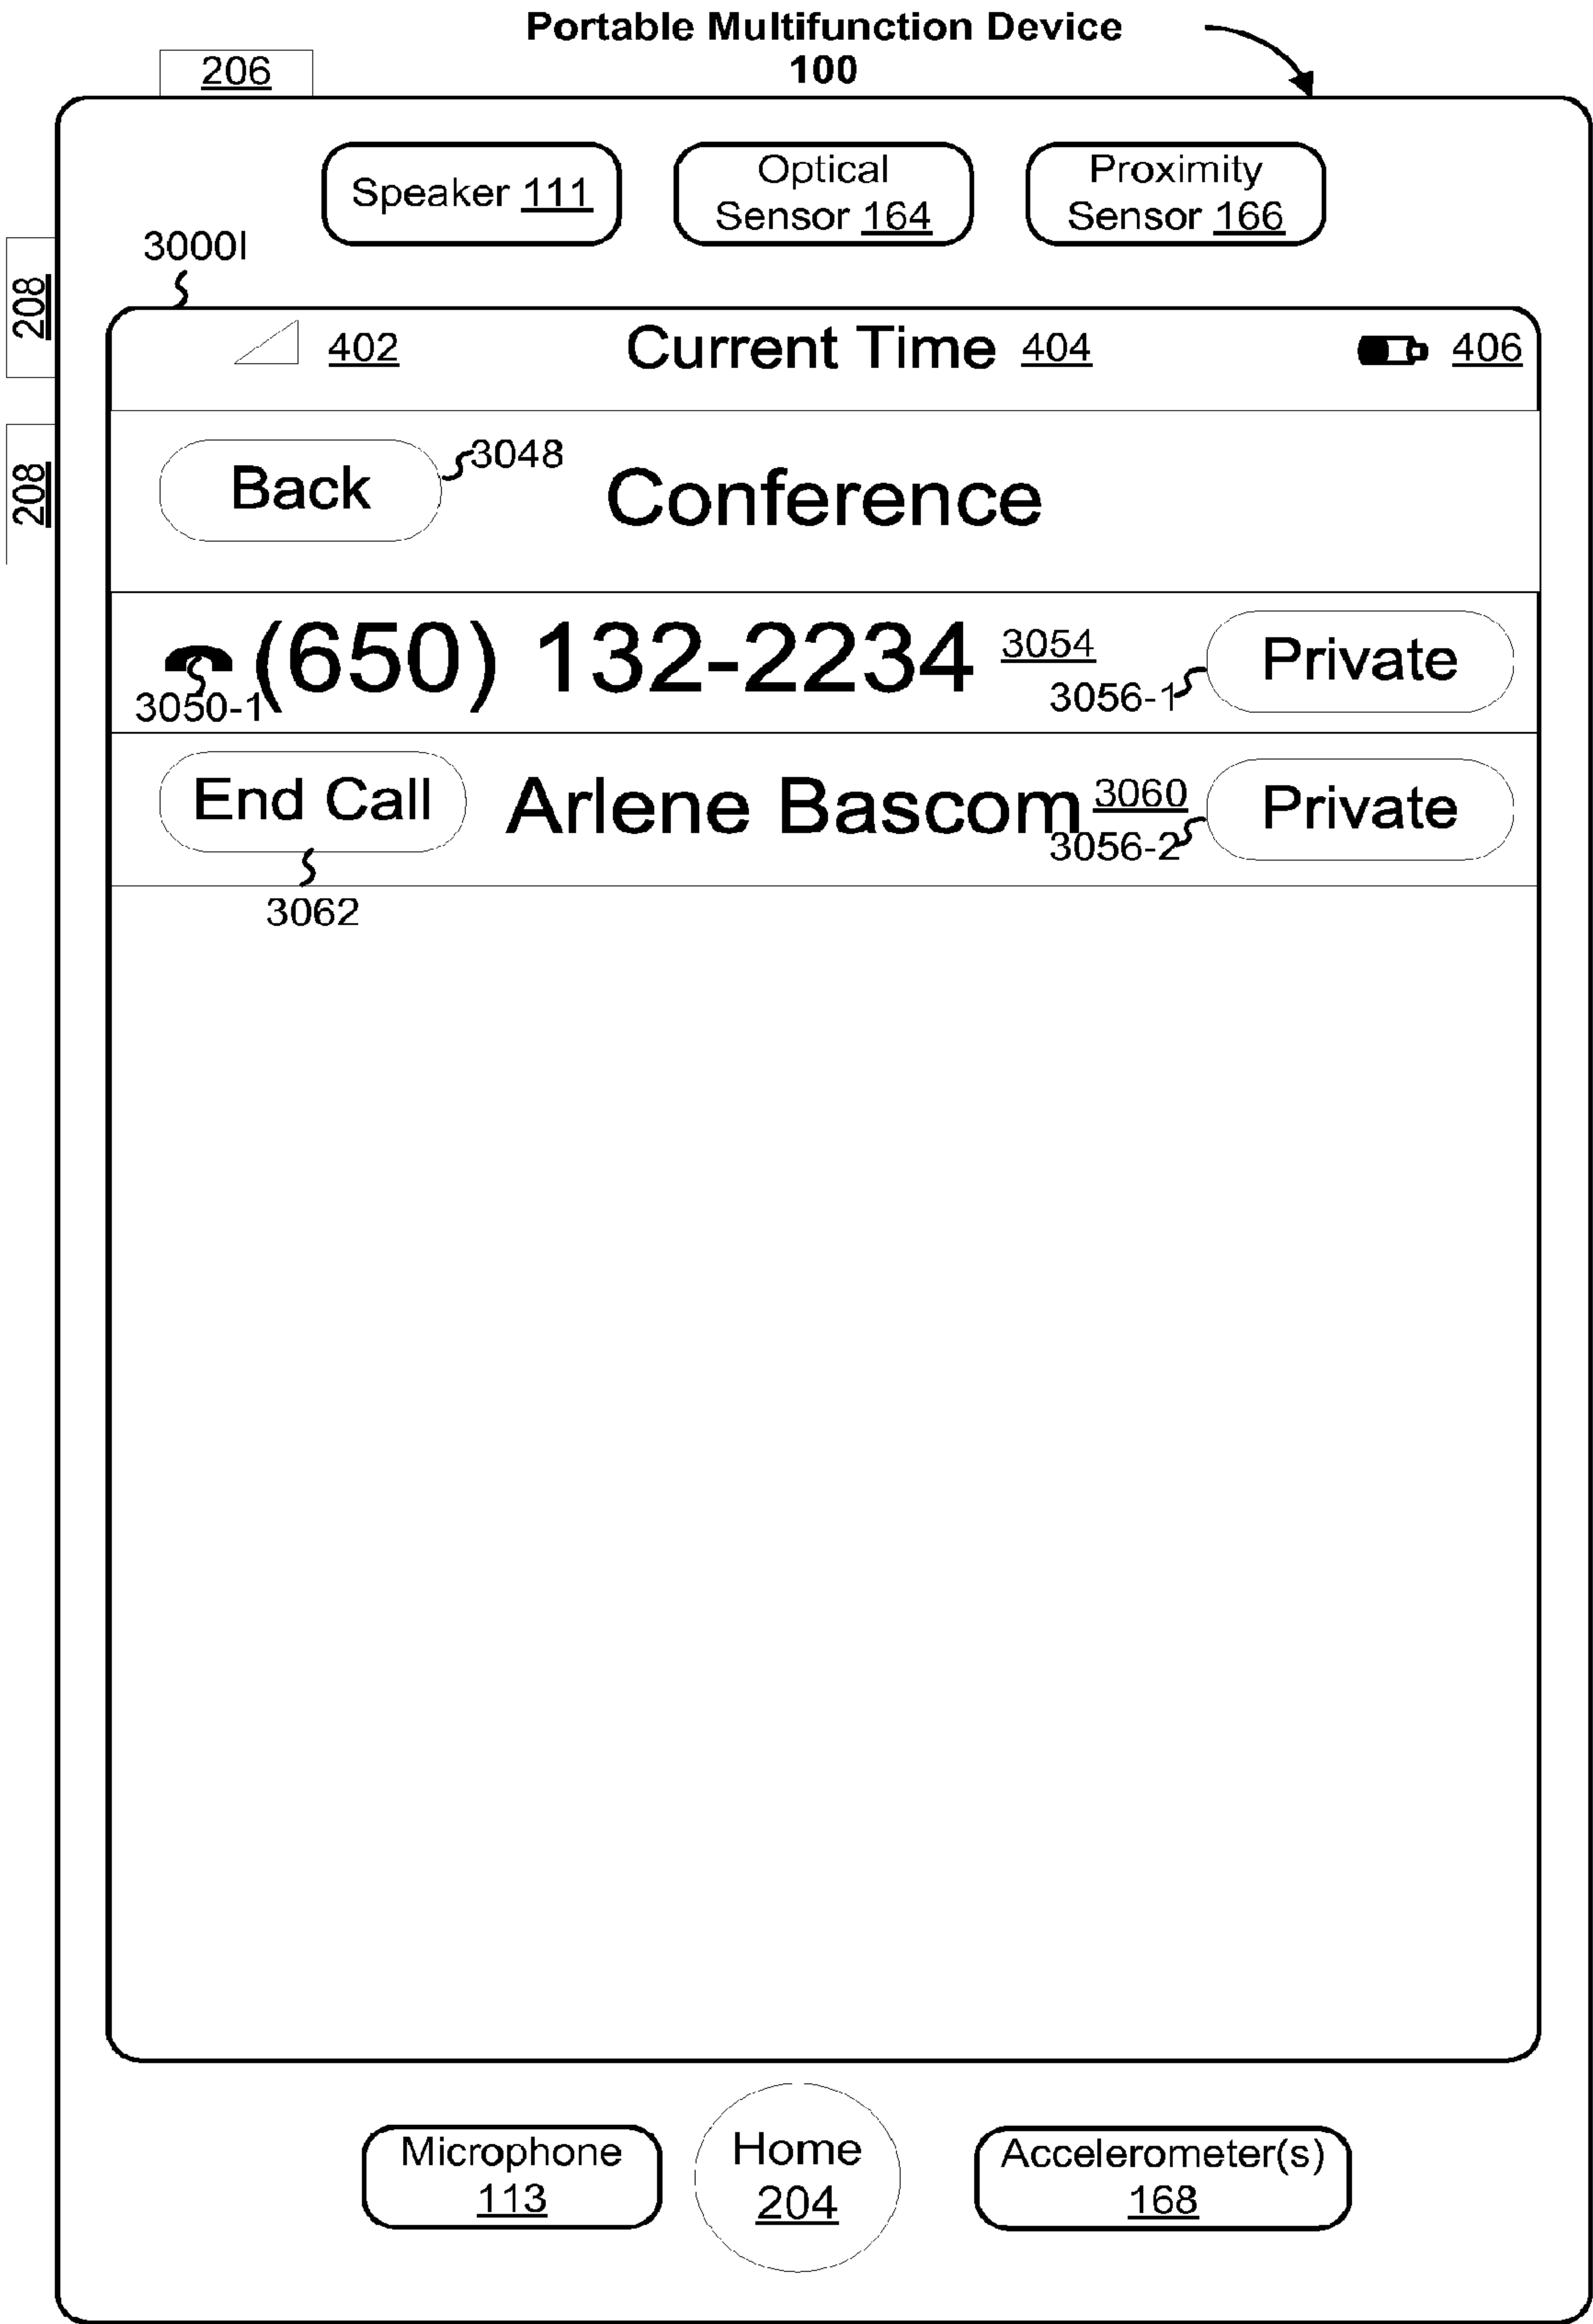 Portable Multifunction Device
100
206
Speaker 111
Optical
Sensor 164
Proximity
Sensor 166
208
3000I
402
Current Time 404
406
208
Back
3048
Conference
(650) 132-2234
3054
Private
3050-1
3056-1
End Call
Arlene Bascom
3060
Private
3056-2
3062
Microphone
113
Home
204
Accelerometer(s)
168